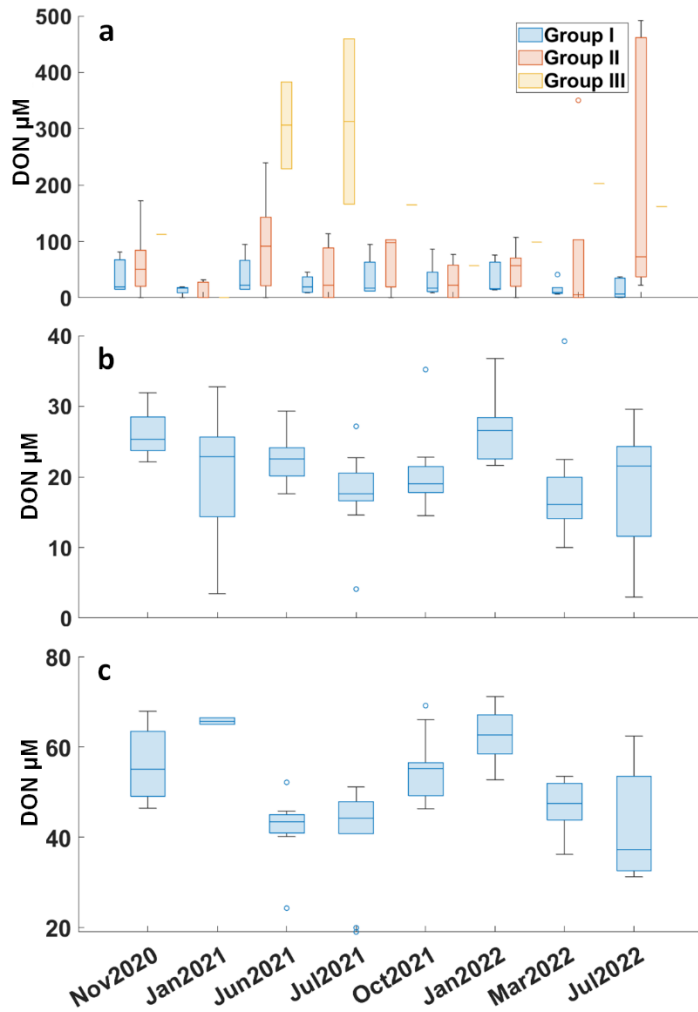 a
Group I
Group II
Group III
DON µM
500
400
300
200
100
0
b
DON µM
40
30
20
10
0
c
DON µM
80
60
40
20
Nov2020 Jan2021 Jun2021 Jul2021 Oct2021 Jan2022 Mar2022 Jul2022